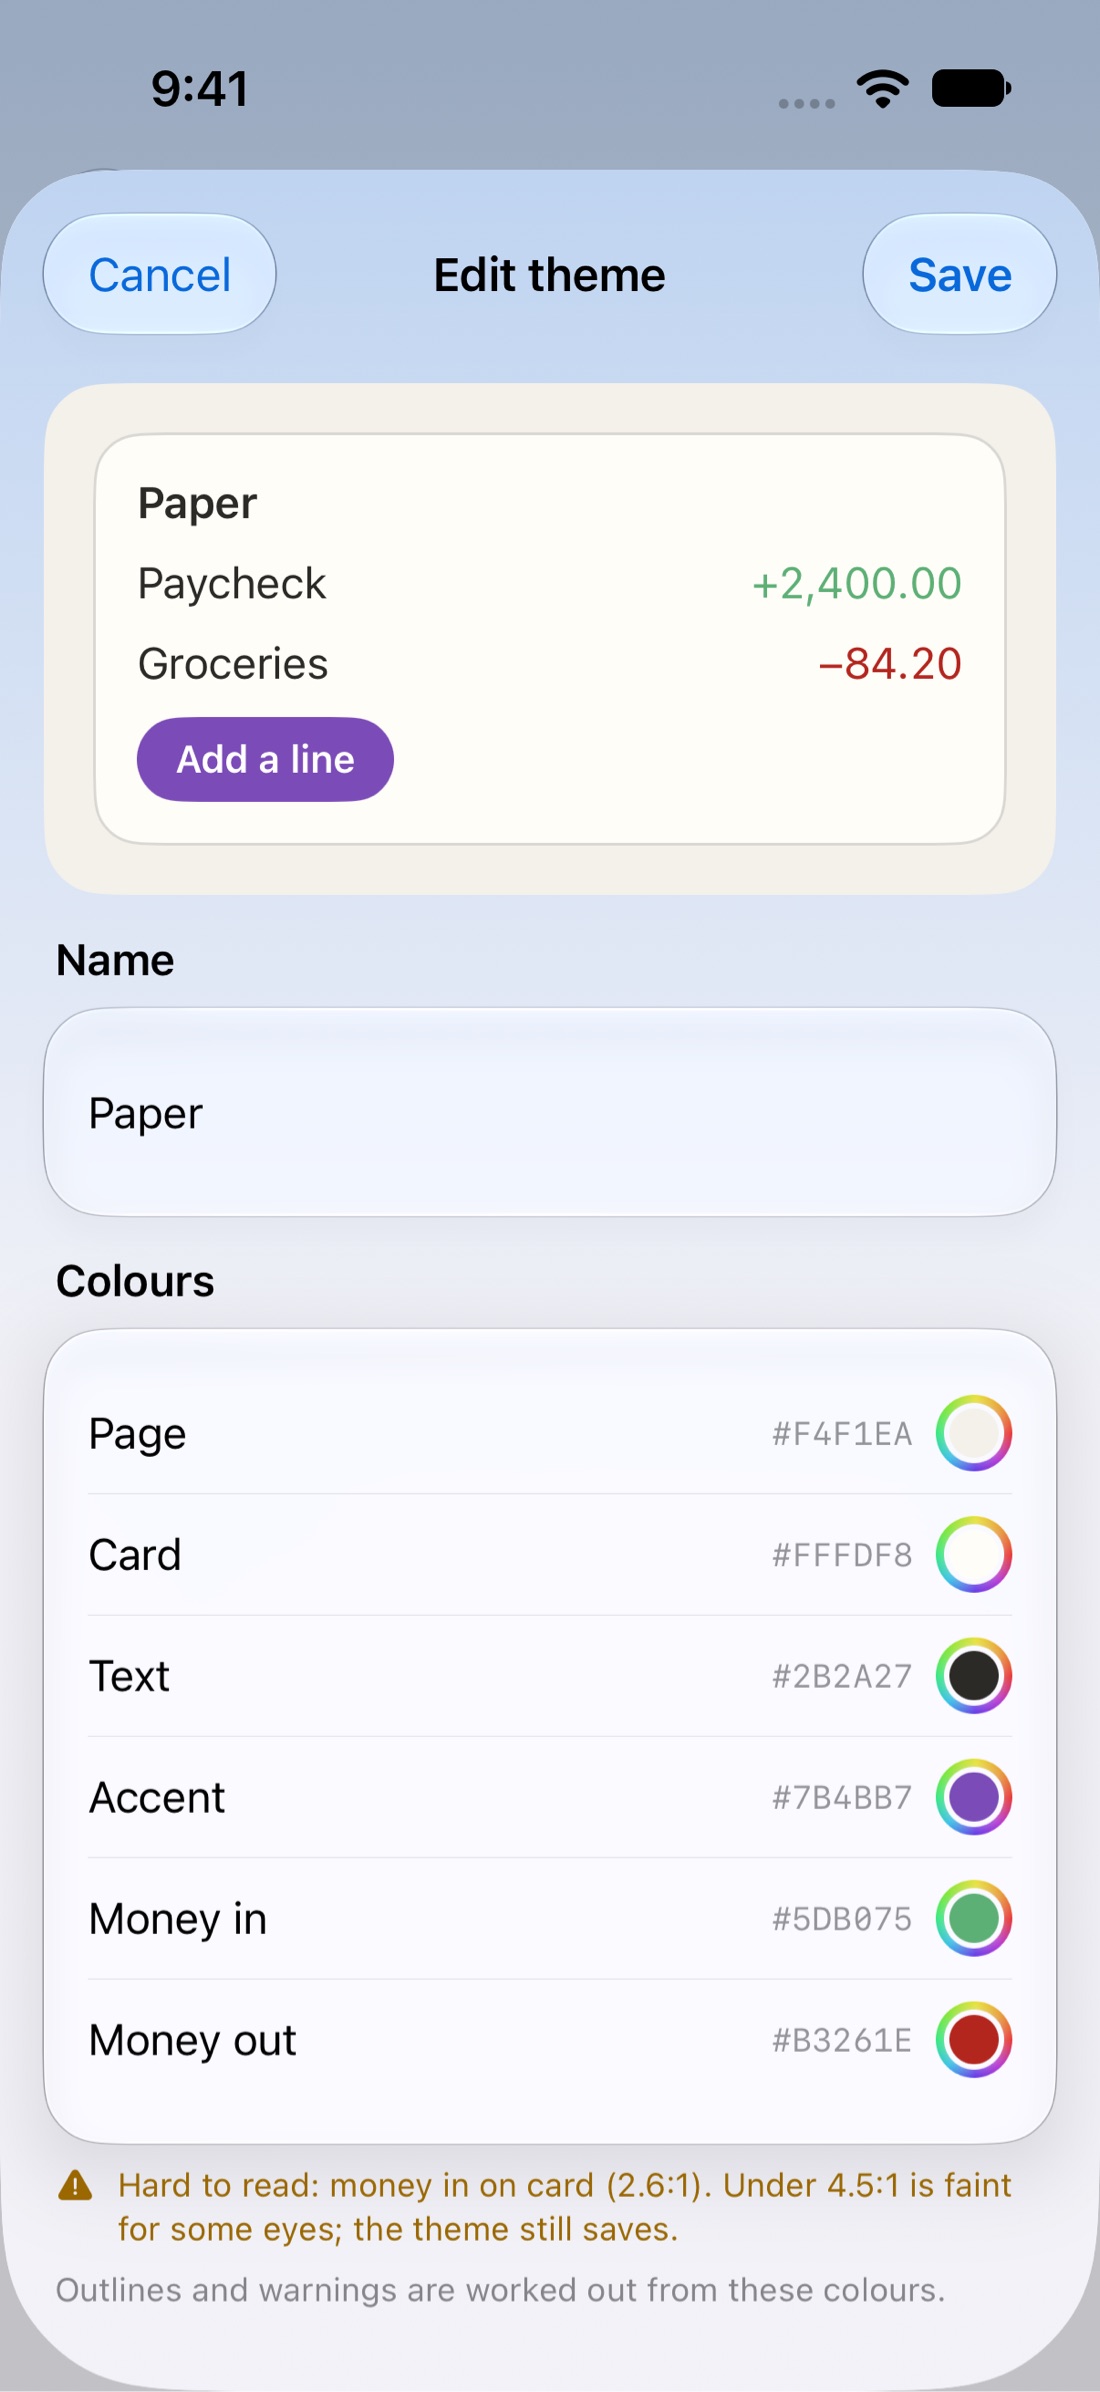 9:41
Cancel
Edit theme
Save
Paper
Paycheck +2,400.00
Groceries –84.20
Add a line
Name
Paper
Colours
Page #F4F1EA
Card #FFFDF8
Text #2B2A27
Accent #7B4BB7
Money in #5DB075
Money out #B3261E
Hard to read: money in on card (2.6:1). Under 4.5:1 is faint
for some eyes; the theme still saves.
Outlines and warnings are worked out from these colours.